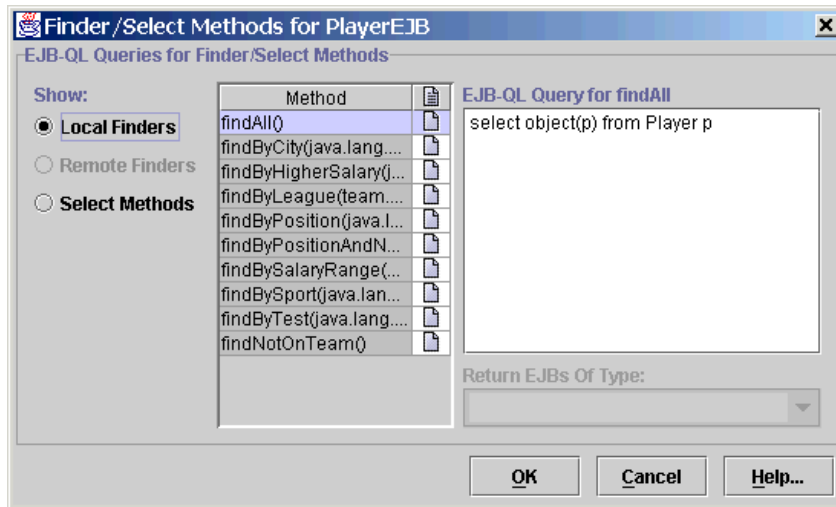 Finder/Select Methods for PlayerEJB
EJB-QL Queries for Finder/Select Methods
Show:
Local Finders
Remote Finders
Select Methods
Method
findAll()
findByCity(java.lang....
findByHigherSalary(j...
findByLeague(team....
findByPosition(java.l...
findByPositionAndN...
findBySalaryRange(...
findBySport(java.lan...
findByTest(java.lang....
findNotOnTeam()
EJB-QL Query for findAll
select object(p) from Player p
Return EJBs Of Type:
OK Cancel Help...